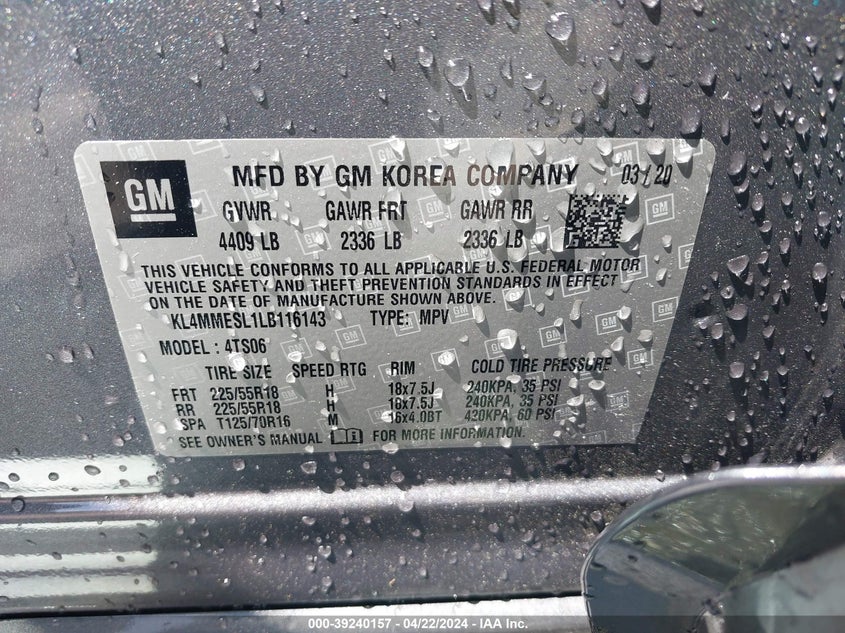 GM MFD BY GM KOREA COMPANY 03/20
GVWR GAWR FRT GAWR RR
4409 LB 2336 LB 2336 LB
THIS VEHICLE CONFORMS TO ALL APPLICABLE U.S. FEDERAL MOTOR
VEHICLE SAFETY AND THEFT PREVENTION STANDARDS IN EFFECT
ON THE DATE OF MANUFACTURE SHOWN ABOVE.
KL4MMESL1LB116143 TYPE: MPV
MODEL : 4TS06
TIRE SIZE SPEED RTG RIM COLD TIRE PRESSURE
FRT 225/55R18 H 18x7.5J 240KPA, 35 PSI
RR 225/55R18 H 18x7.5J 240KPA, 35 PSI
SPA T125/70R16 M 16x4.0BT 420KPA, 60 PSI
SEE OWNER'S MANUAL FOR MORE INFORMATION.
000-39240157 - 04/22/2024 - IAA Inc.